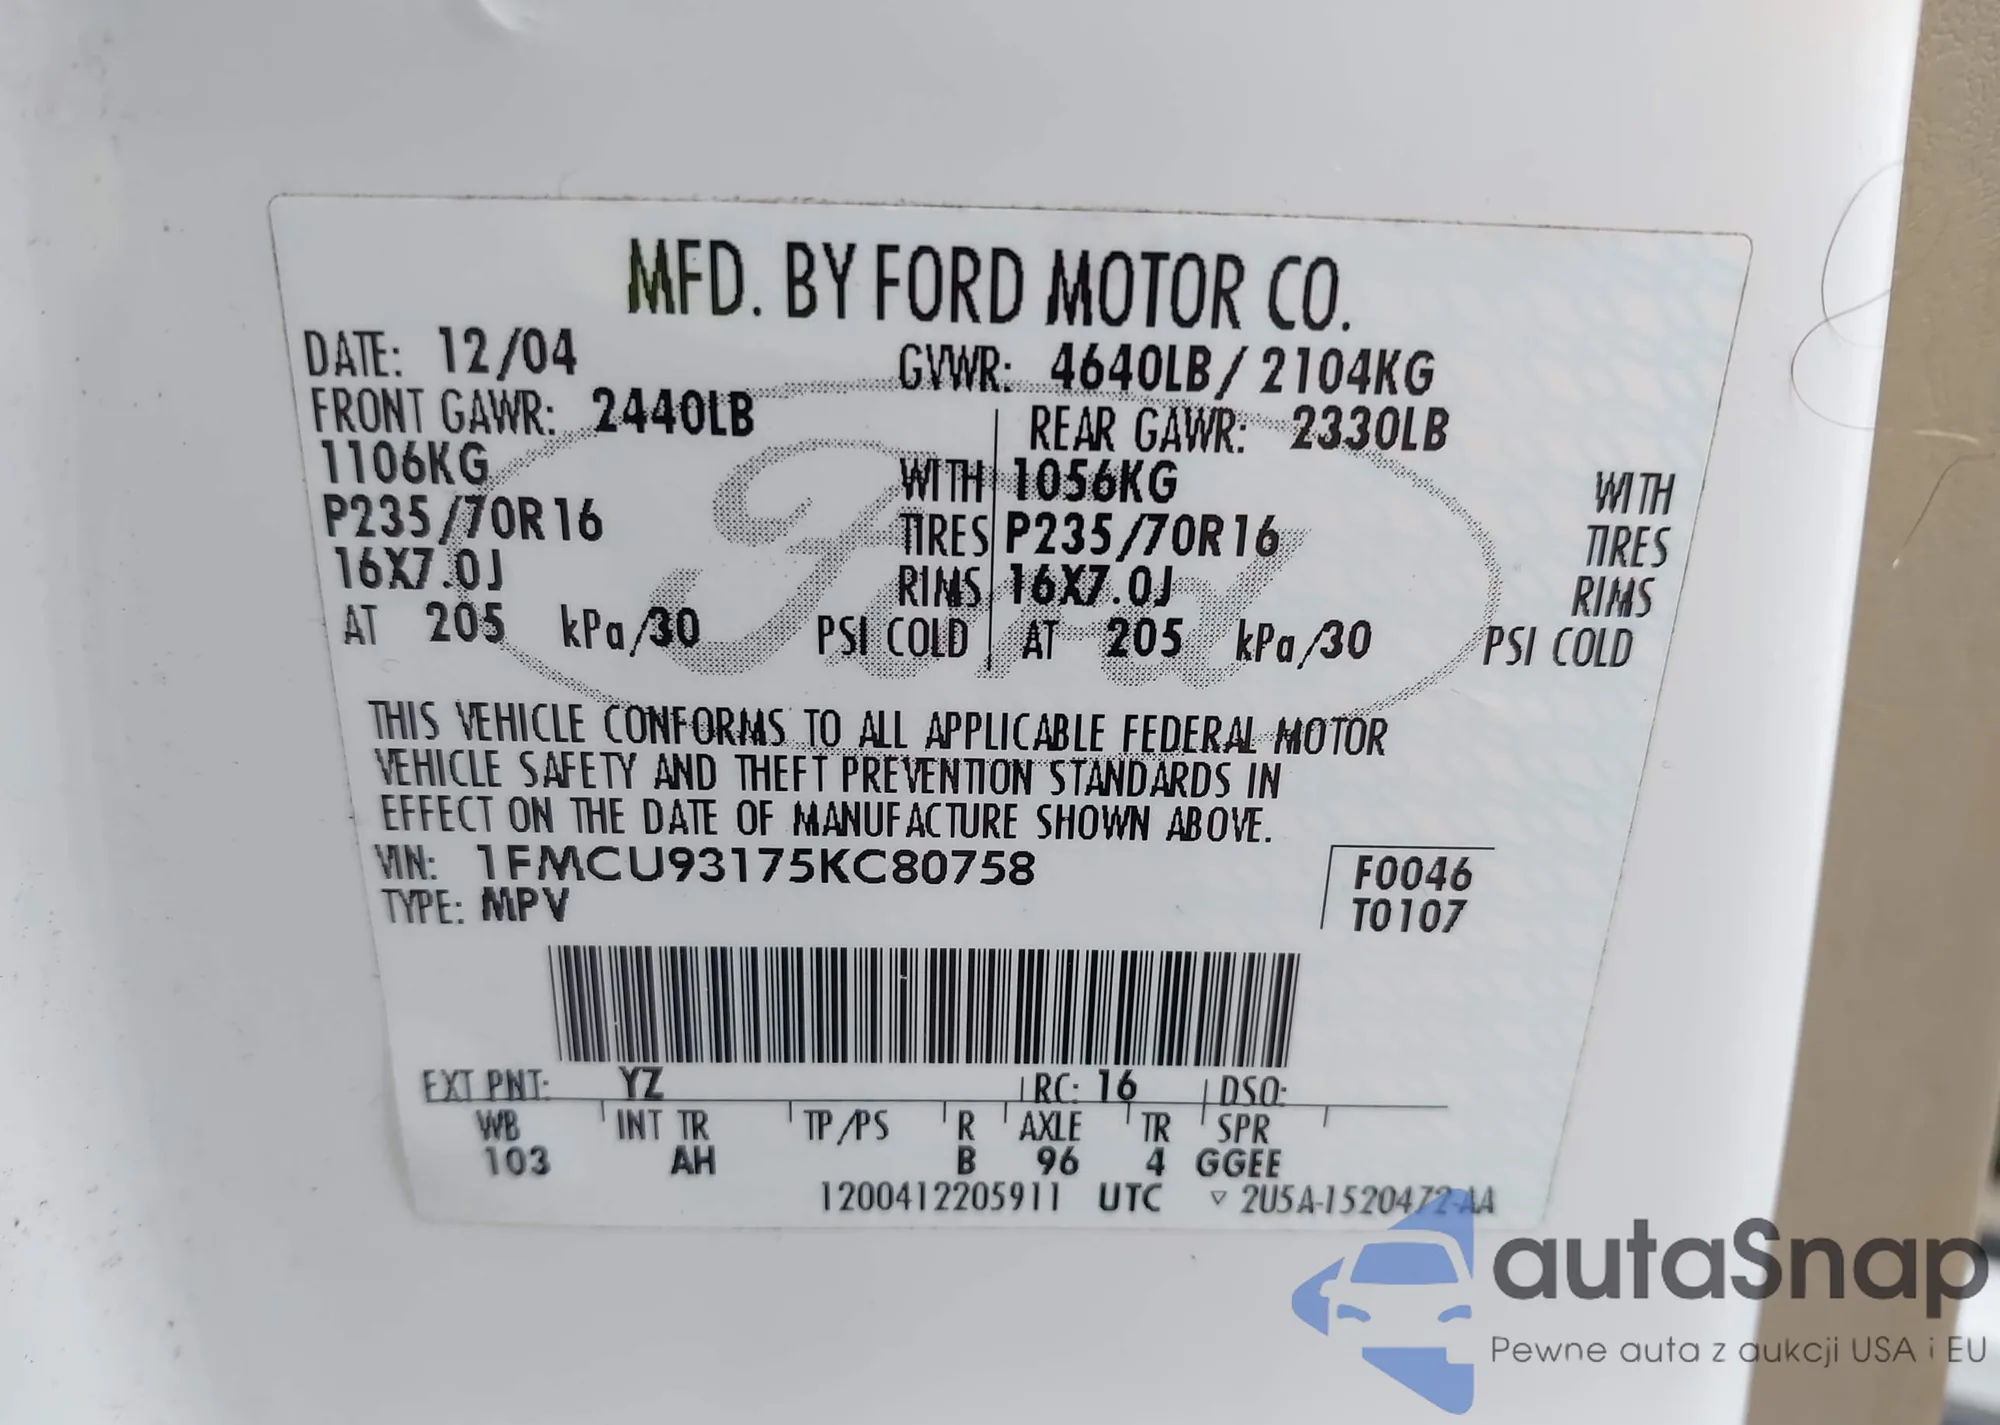 MFD. BY FORD MOTOR CO.
DATE: 12/04 GVWR: 4640LB / 2104KG
FRONT GAWR: 2440LB REAR GAWR: 2330LB
1106KG WITH 1056KG WITH
P235/70R16 TIRES P235/70R16 TIRES
16X7.0J RIMS 16X7.0J RIMS
AT 205 kPa/30 PSI COLD AT 205 kPa/30 PSI COLD
Ford
THIS VEHICLE CONFORMS TO ALL APPLICABLE FEDERAL MOTOR
VEHICLE SAFETY AND THEFT PREVENTION STANDARDS IN
EFFECT ON THE DATE OF MANUFACTURE SHOWN ABOVE.
VIN: 1FMCU93175KC80758 F0046
TYPE: MPV T0107
EXT PNT: YZ RC: 16 DSO:
WB INT TR TP/PS R AXLE TR SPR
103 AH B 96 4 GGEE
1200412205911 UTC ▽ 2U5A-1520472-AA
autaSnap
Pewne auta z aukcji USA i EU